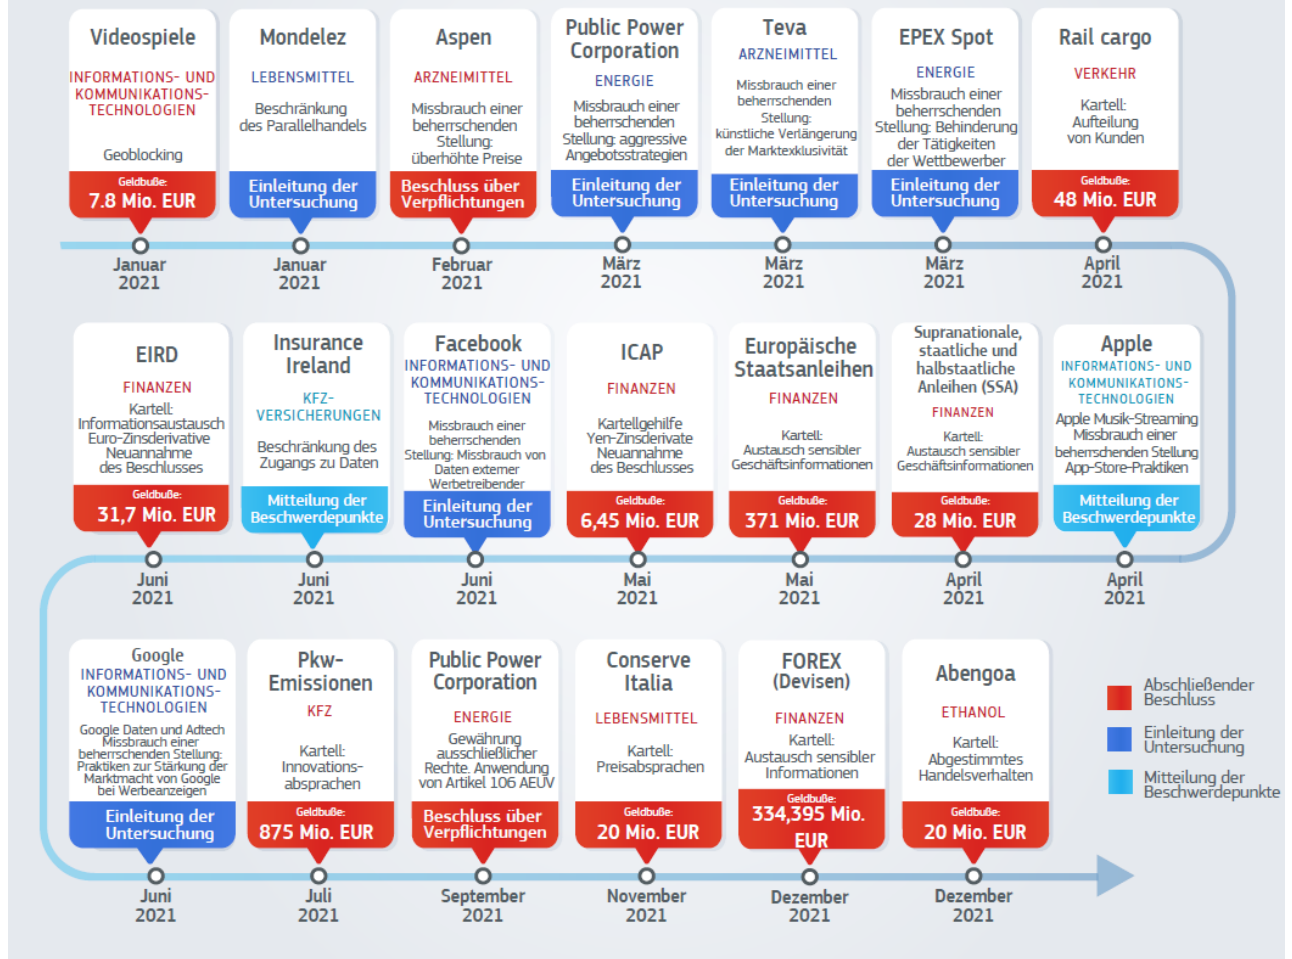 Videospiele
INFORMATIONS- UND
KOMMUNIKATIONS-
TECHNOLOGIEN
Geoblocking
Geldbuße:
7.8 Mio. EUR
Januar
2021
Mondelez
LEBENSMITTEL
Beschränkung
des Parallelhandels
Einleitung der
Untersuchung
Januar
2021
Aspen
ARZNEIMITTEL
Missbrauch einer
beherrschenden
Stellung:
überhöhte Preise
Beschluss über
Verpflichtungen
Februar
2021
Public Power
Corporation
ENERGIE
Missbrauch einer
beherrschenden
Stellung: aggressive
Angebotsstrategien
Einleitung der
Untersuchung
März
2021
Teva
ARZNEIMITTEL
Missbrauch einer
beherrschenden
Stellung:
künstliche Verlängerung
der Marktexklusivität
Einleitung der
Untersuchung
März
2021
EPEX Spot
ENERGIE
Missbrauch einer
beherrschenden
Stellung: Behinderung
der Tätigkeiten
der Wettbewerber
Einleitung der
Untersuchung
März
2021
Rail cargo
VERKEHR
Kartell:
Aufteilung
von Kunden
Geldbuße:
48 Mio. EUR
April
2021
EIRD
FINANZEN
Kartell:
Informationsaustausch
Euro-Zinsderivative
Neuannahme
des Beschlusses
Geldbuße:
31,7 Mio. EUR
Juni
2021
Insurance
Ireland
KFZ-
VERSICHERUNGEN
Beschränkung des
Zugangs zu Daten
Mitteilung der
Beschwerdepunkte
Juni
2021
Facebook
INFORMATIONS- UND
KOMMUNIKATIONS-
TECHNOLOGIEN
Missbrauch einer
beherrschenden
Stellung: Missbrauch von
Daten externer
Werbetreibender
Einleitung der
Untersuchung
Juni
2021
ICAP
FINANZEN
Kartellgehilfe
Yen-Zinsderivate
Neuannahme
des Beschlusses
Geldbuße:
6,45 Mio. EUR
Mai
2021
Europäische
Staatsanleihen
FINANZEN
Kartell:
Austausch sensibler
Geschäftsinformationen
Geldbuße:
371 Mio. EUR
Mai
2021
Supranationale,
staatliche und
halbstaatliche
Anleihen (SSA)
FINANZEN
Kartell:
Austausch sensibler
Geschäftsinformationen
Geldbuße:
28 Mio. EUR
April
2021
Apple
INFORMATIONS- UND
KOMMUNIKATIONS-
TECHNOLOGIEN
Apple Musik-Streaming
Missbrauch einer
beherrschenden Stellung
App-Store-Praktiken
Mitteilung der
Beschwerdepunkte
April
2021
Google
INFORMATIONS- UND
KOMMUNIKATIONS-
TECHNOLOGIEN
Google Daten und Adtech
Missbrauch einer
beherrschenden Stellung:
Praktiken zur Stärkung der
Marktmacht von Google
bei Werbeanzeigen
Einleitung der
Untersuchung
Juni
2021
Pkw-
Emissionen
KFZ
Kartell:
Innovations-
absprachen
Geldbuße:
875 Mio. EUR
Juli
2021
Public Power
Corporation
ENERGIE
Gewährung
ausschließlicher
Rechte. Anwendung
von Artikel 106 AEUV
Beschluss über
Verpflichtungen
September
2021
Conserve
Italia
LEBENSMITTEL
Kartell:
Preisabsprachen
Geldbuße:
20 Mio. EUR
November
2021
FOREX
(Devisen)
FINANZEN
Kartell:
Austausch sensibler
Informationen
Geldbuße:
334,395 Mio.
EUR
Dezember
2021
Abengoa
ETHANOL
Kartell:
Abgestimmtes
Handelsverhalten
Geldbuße:
20 Mio. EUR
Dezember
2021
Abschließender
Beschluss
Einleitung der
Untersuchung
Mitteilung der
Beschwerdepunkte